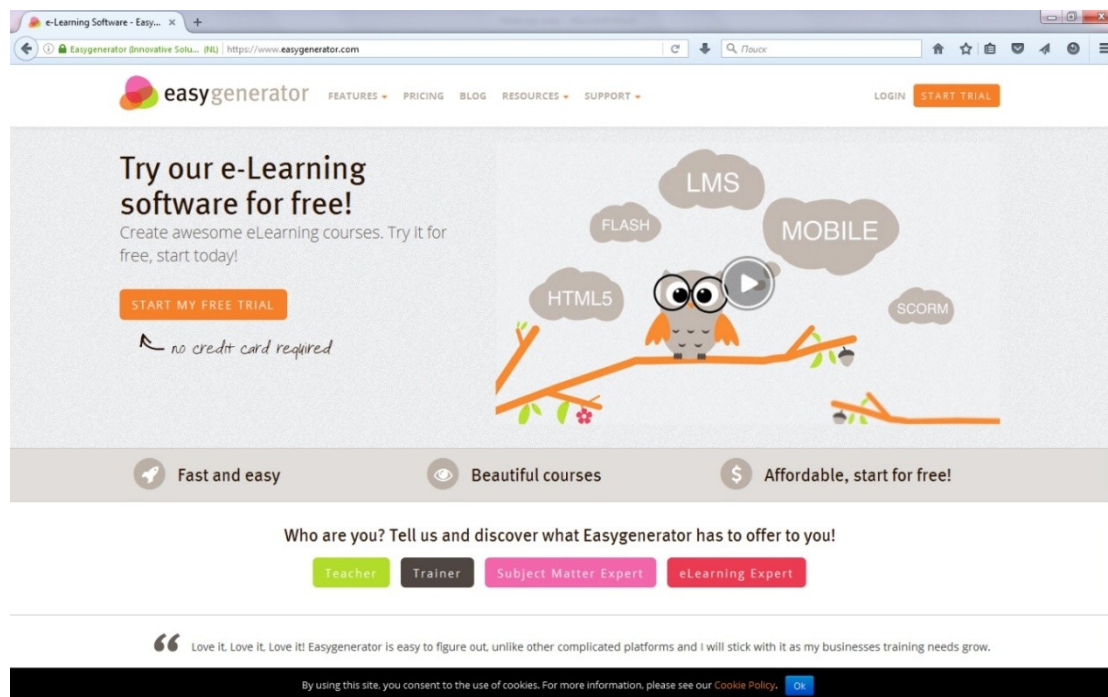 e-Learning Software - Easy...
Easygenerator (Innovative Solu... (NL) https://www.easygenerator.com
Поиск
easygenerator FEATURES PRICING BLOG RESOURCES SUPPORT LOGIN START TRIAL
Try our e-Learning
software for free!
Create awesome eLearning courses. Try it for
free, start today!
START MY FREE TRIAL
no credit card required
LMS
FLASH
MOBILE
HTML5
SCORM
Fast and easy
$
Beautiful courses
Affordable, start for free!
Who are you? Tell us and discover what Easygenerator has to offer to you!
Teacher Trainer Subject Matter Expert eLearning Expert
“ Love it, Love it, Love it! Easygenerator is easy to figure out, unlike other complicated platforms and I will stick with it as my businesses training needs grow.
By using this site, you consent to the use of cookies. For more information, please see our Cookie Policy. Ok